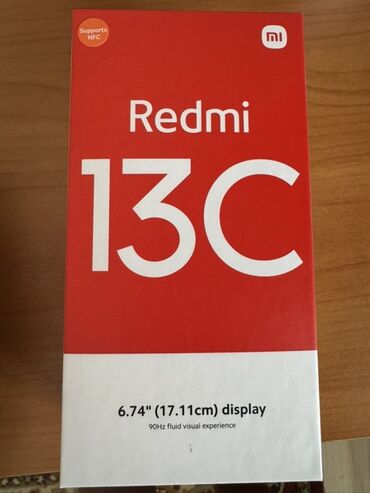 Supports
NFC
mi
Redmi
13C
6.74" (17.11cm) display
90Hz fluid visual experience